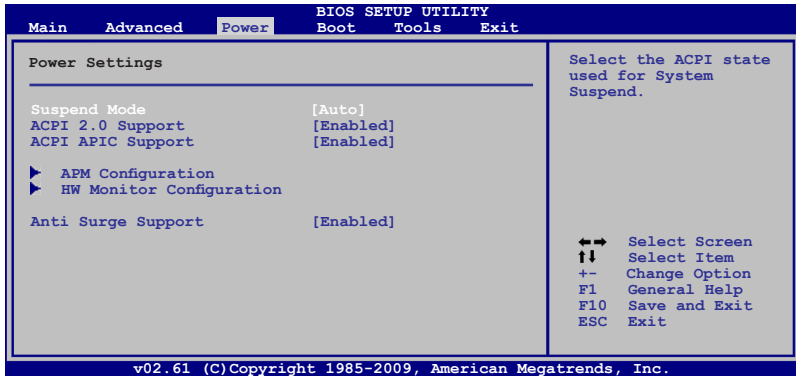 BIOS SETUP UTILITY
Main Advanced Power Boot Tools Exit
Power Settings
Suspend Mode [Auto]
ACPI 2.0 Support [Enabled]
ACPI APIC Support [Enabled]
APM Configuration
HW Monitor Configuration
Anti Surge Support [Enabled]
Select the ACPI state
used for System
Suspend.
←→ Select Screen
↑↓ Select Item
+- Change Option
F1 General Help
F10 Save and Exit
ESC Exit
v02.61 (C)Copyright 1985-2009, American Megatrends, Inc.